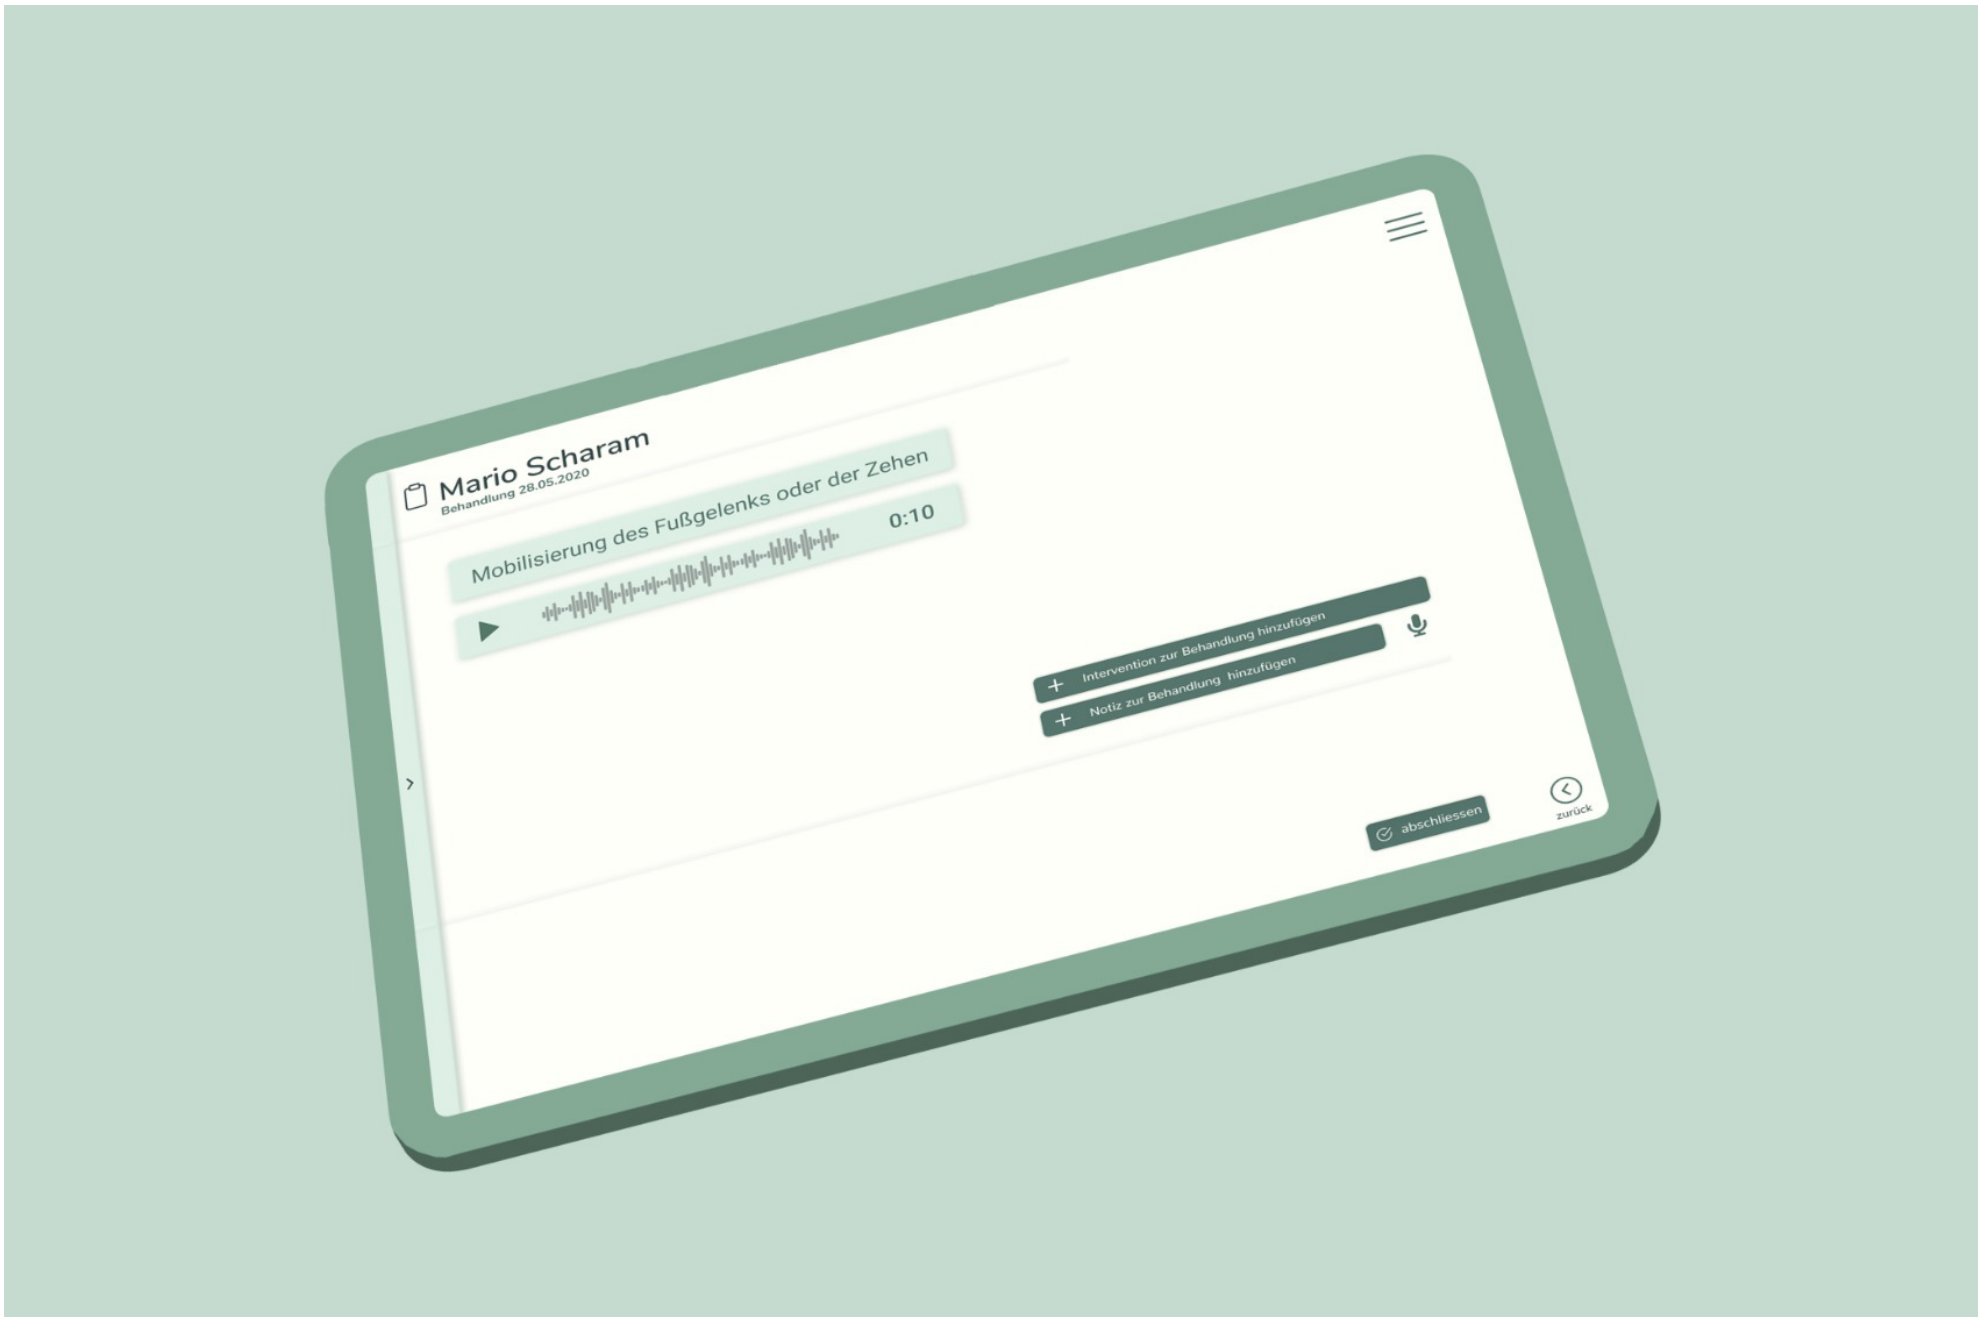 Mario Scharam
Behandlung 28.05.2020
Mobilisierung des Fußgelenks oder der Zehen
0:10
Intervention zur Behandlung hinzufügen
Notiz zur Behandlung hinzufügen
abschliessen
zurück